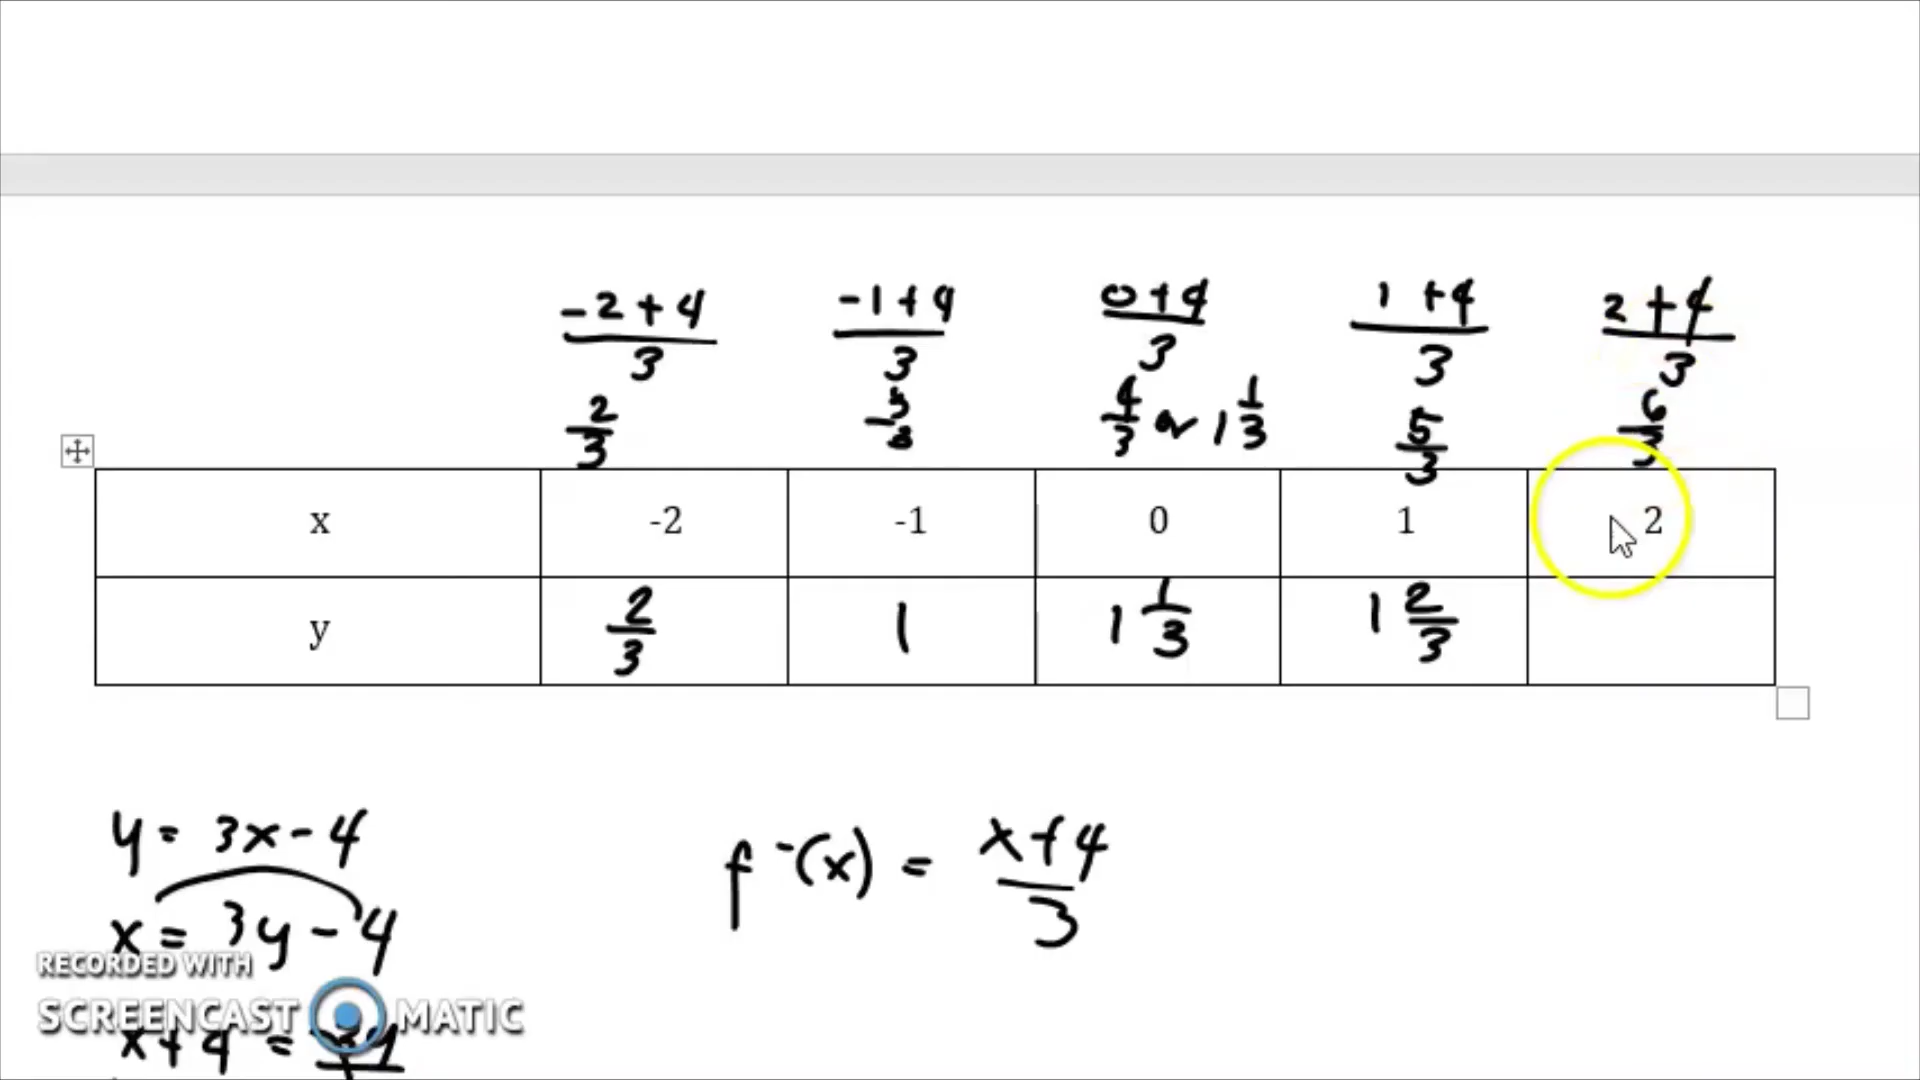 -2+4 -1+4 0+4 1+4 2+4
3 3 3 3 3
2/3 4/3 or 1 1/3 5/3 6/3
x -2 -1 0 1 2
y 2/3 1 1 1/3 1 2/3
y = 3x - 4
x = 3y - 4
f⁻(x) = x+4
3
RECORDED WITH
SCREENCAST MATIC
x+4 =